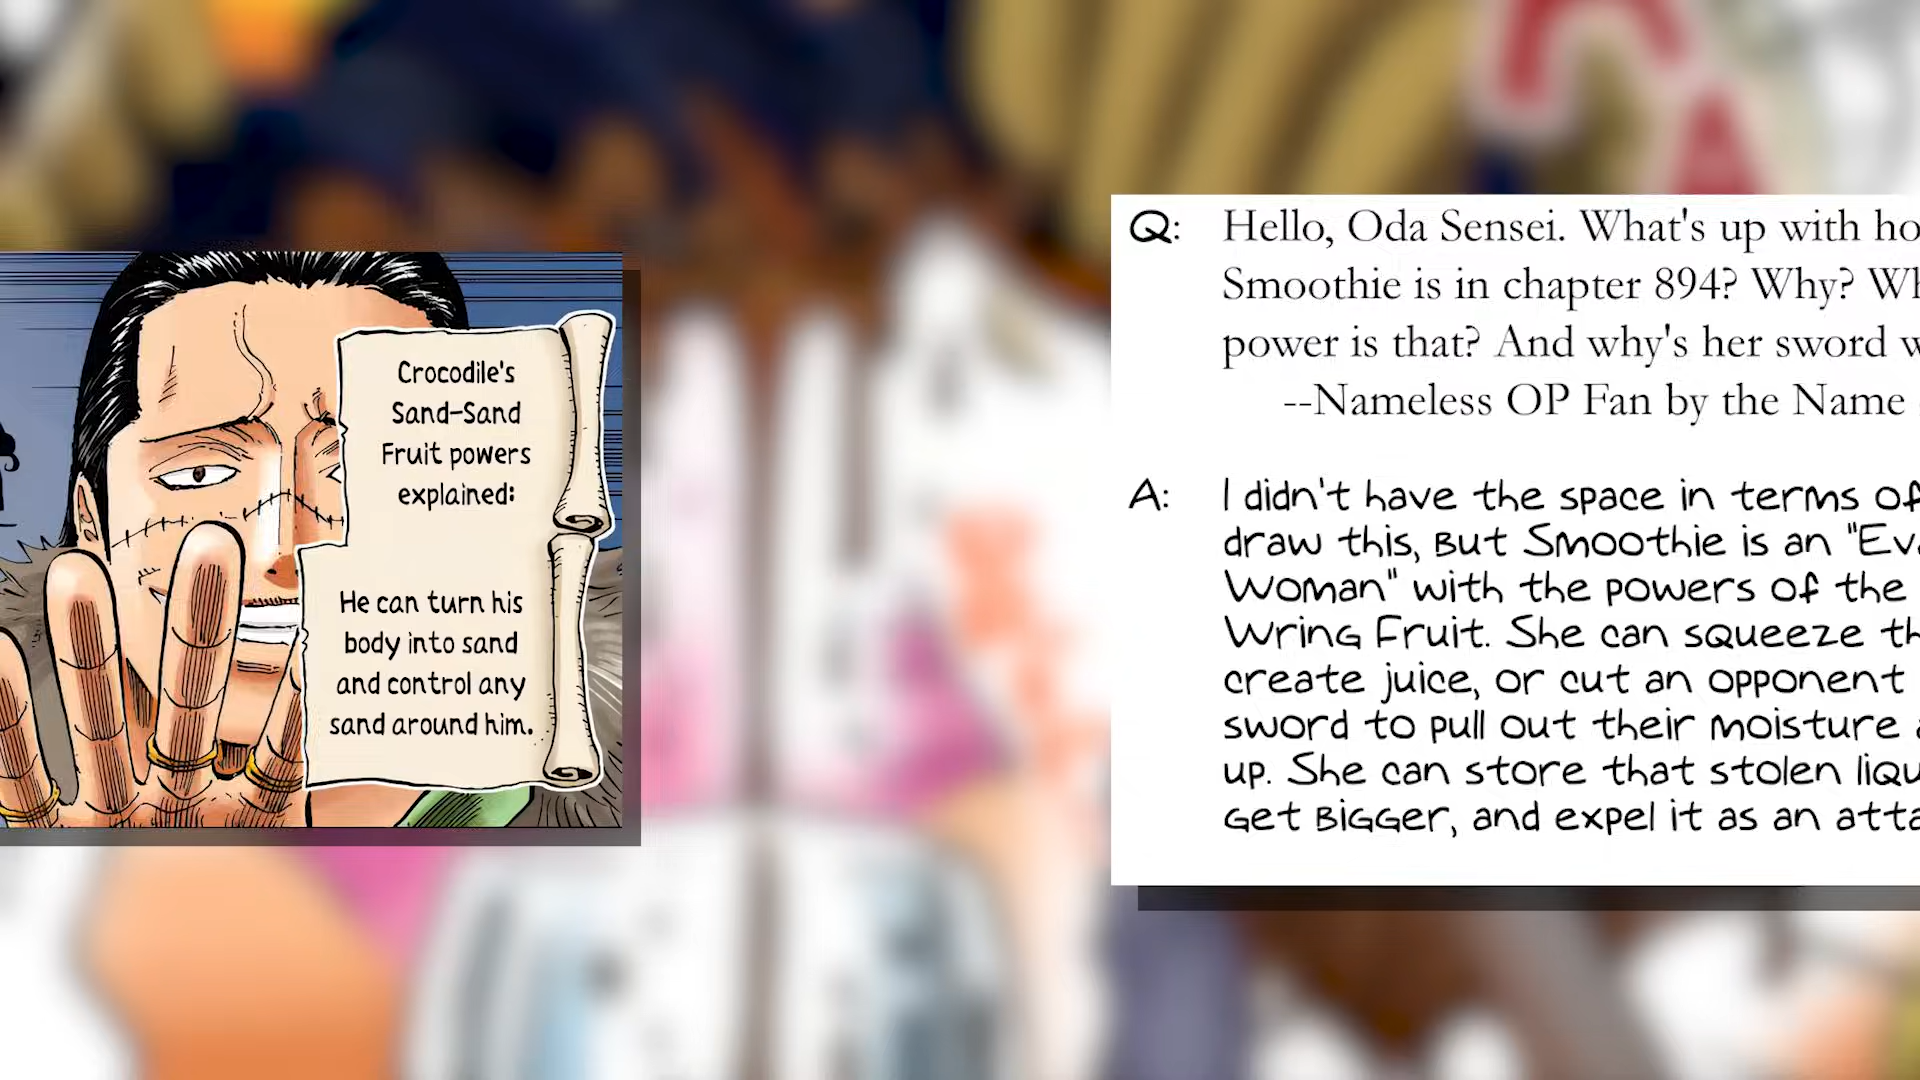 Crocodile's
Sand-Sand
Fruit powers
explained:
He can turn his
body into sand
and control any
sand around him.
Q: Hello, Oda Sensei. What's up with ho
Smoothie is in chapter 894? Why? Wh
power is that? And why's her sword w
--Nameless OP Fan by the Name
A: I didn't have the space in terms of
draw this, but Smoothie is an "Eva
Woman" with the powers of the
Wring Fruit. She can squeeze th
create juice, or cut an opponent
sword to pull out their moisture a
up. She can store that stolen liqu
get bigger, and expel it as an atta